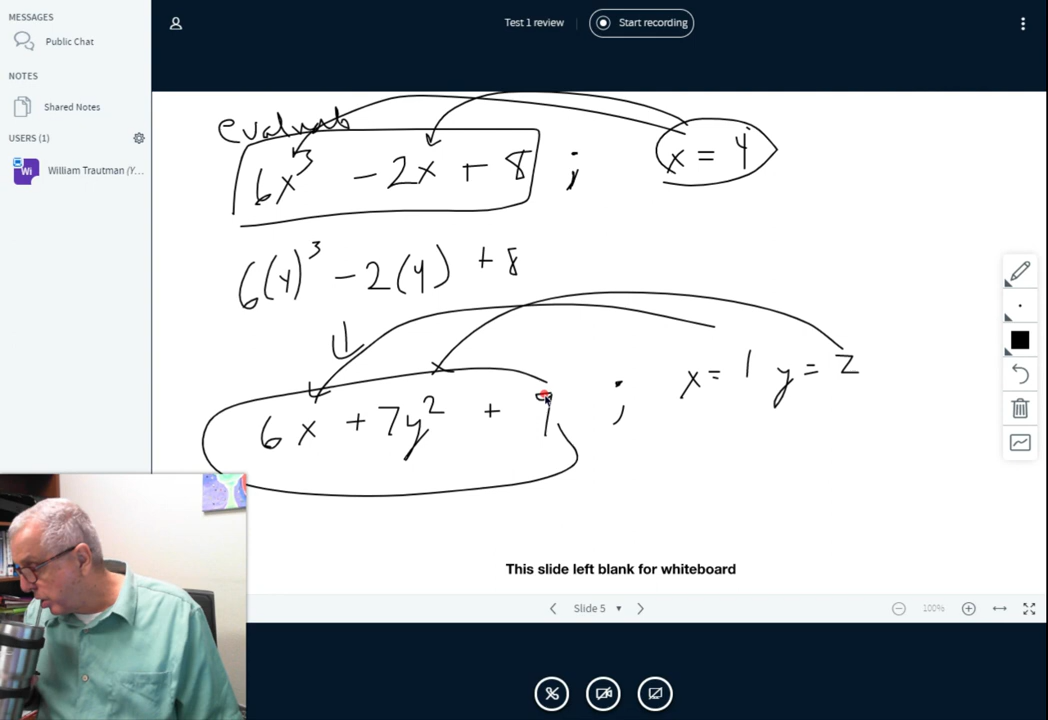 MESSAGES
Public Chat
NOTES
Shared Notes
USERS (1)
Wi William Trautman (Y...
Test 1 review
Start recording
evaluate
6x³ - 2x + 8 ; x = 4
6(4)³ - 2(4) + 8
6x + 7y² + 9 ; x = 1 y = 2
This slide left blank for whiteboard
Slide 5
100%